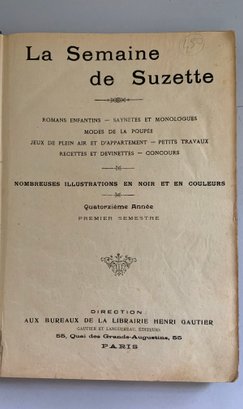 (159)
La Semaine
de Suzette
ROMANS ENFANTINS — SAYNETES ET MONOLOGUES
MODES DE LA POUPÉE
JEUX DE PLEIN AIR ET D'APPARTEMENT — PETITS TRAVAUX
RECETTES ET DEVINETTES — CONCOURS
NOMBREUSES ILLUSTRATIONS EN NOIR ET EN COULEURS
Quatorzième Année
PREMIER SEMESTRE
DIRECTION
AUX BUREAUX DE LA LIBRAIRIE HENRI GAUTIER
GAUTIER ET LANGUEREAU, ÉDITEURS
55, Quai des Grands-Augustins, 55
PARIS